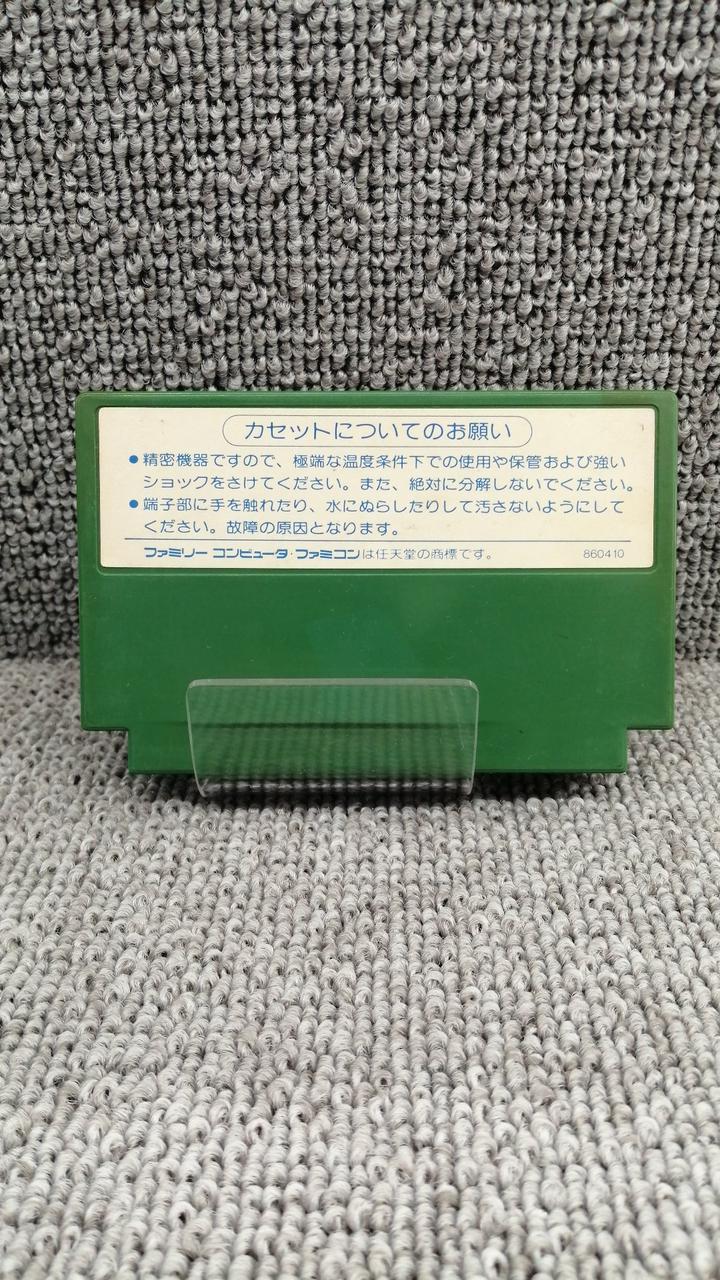 カセットについてのお願い
●精密機器ですので、極端な温度条件下での使用や保管および強い
ショックをさけてください。また、絶対に分解しないでください。
●端子部に手を触れたり、水にぬらしたりして汚さないようにして
ください。故障の原因となります。
ファミリー コンピュータ・ファミコンは任天堂の商標です。 860410